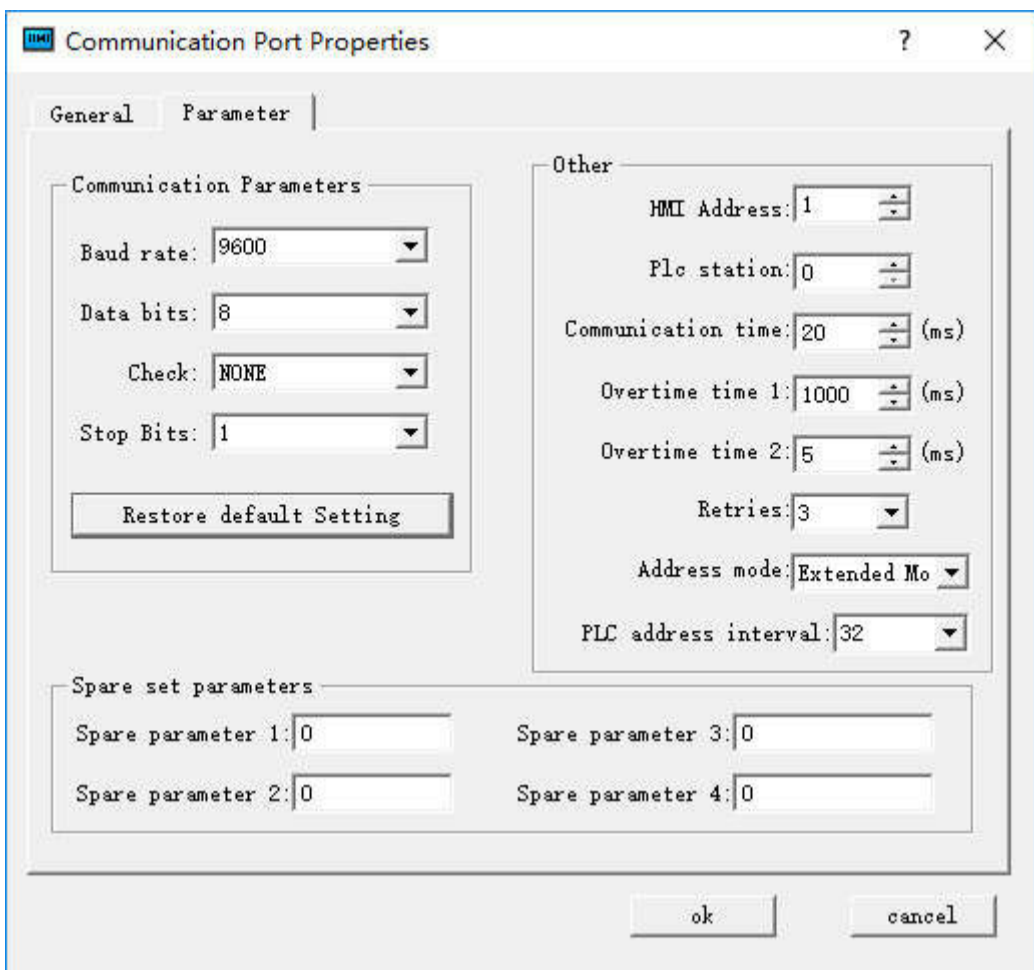 HMI Communication Port Properties ? ×
General Parameter
Communication Parameters
Baud rate: 9600
Data bits: 8
Check: NONE
Stop Bits: 1
Restore default Setting
Other
HMI Address: 1
Plc station: 0
Communication time: 20 (ms)
Overtime time 1: 1000 (ms)
Overtime time 2: 5 (ms)
Retries: 3
Address mode: Extended Mo
PLC address interval: 32
Spare set parameters
Spare parameter 1: 0
Spare parameter 3: 0
Spare parameter 2: 0
Spare parameter 4: 0
ok cancel